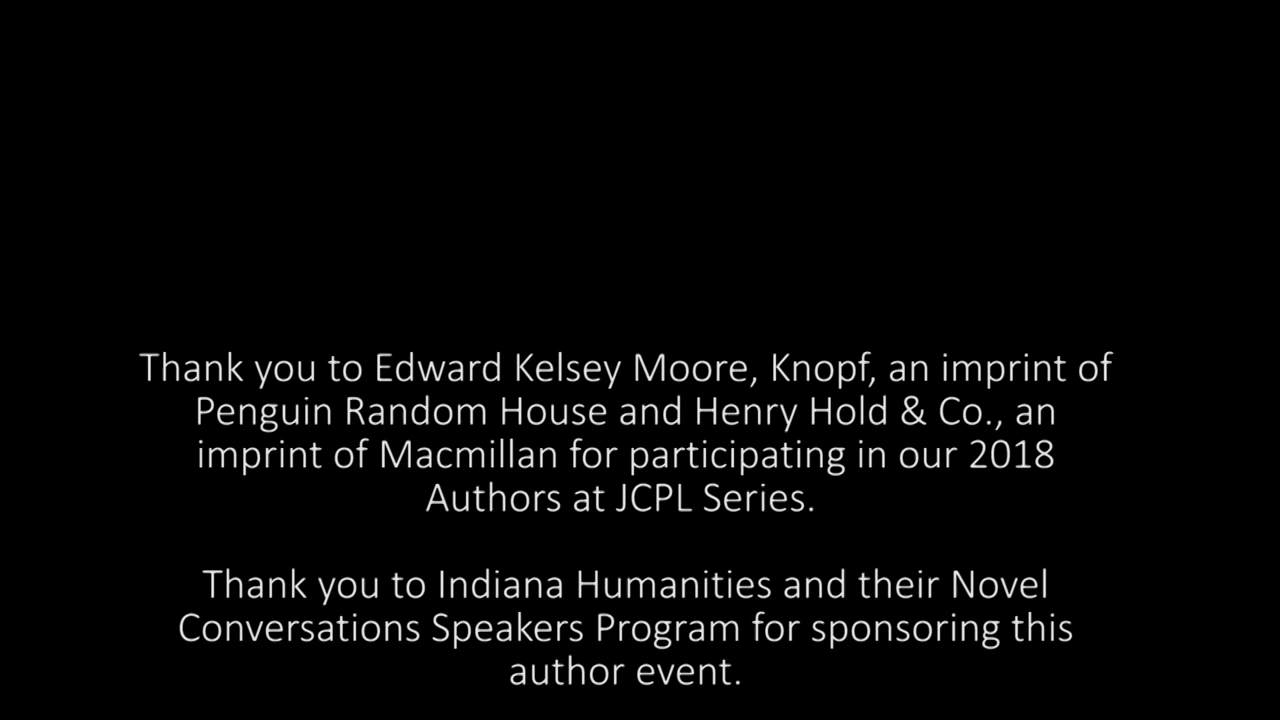 Thank you to Edward Kelsey Moore, Knopf, an imprint of
Penguin Random House and Henry Hold & Co., an
imprint of Macmillan for participating in our 2018
Authors at JCPL Series.
Thank you to Indiana Humanities and their Novel
Conversations Speakers Program for sponsoring this
author event.